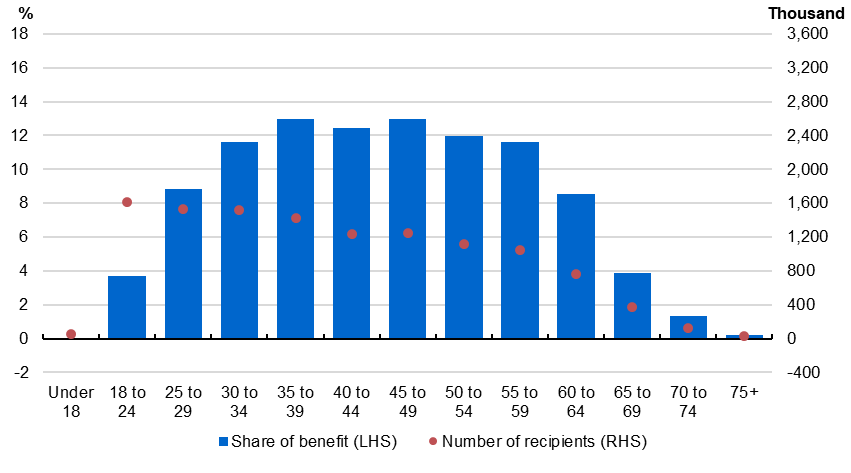 % Thousand
18 3,600
16 3,200
14 2,800
12 2,400
10 2,000
8 1,600
6 1,200
4 800
2 400
0 0
-2 -400
Under 18 to 25 to 30 to 35 to 40 to 45 to 50 to 55 to 60 to 65 to 70 to 75+
18 24 29 34 39 44 49 54 59 64 69 74
Share of benefit (LHS) Number of recipients (RHS)